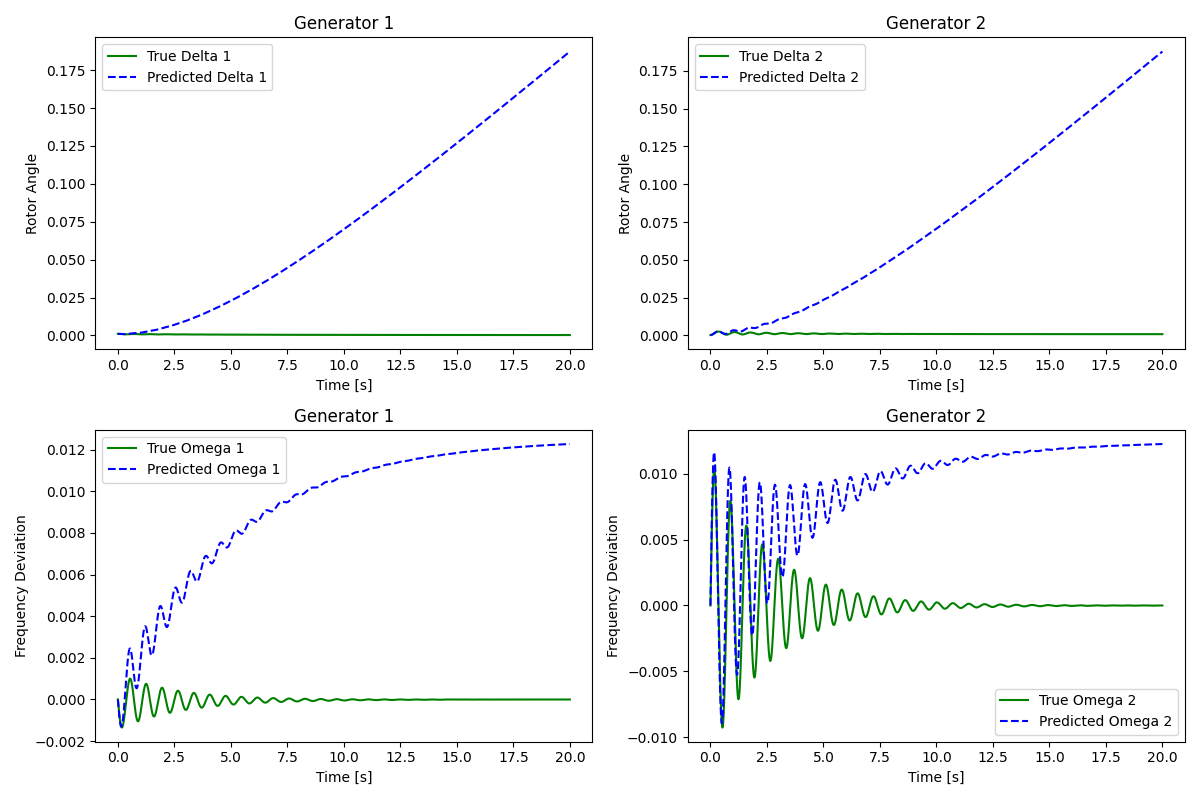 Generator 1
True Delta 1
Predicted Delta 1
Rotor Angle
0.175
0.150
0.125
0.100
0.075
0.050
0.025
0.000
0.0 2.5 5.0 7.5 10.0 12.5 15.0 17.5 20.0
Time [s]
Generator 2
True Delta 2
Predicted Delta 2
Rotor Angle
0.175
0.150
0.125
0.100
0.075
0.050
0.025
0.000
0.0 2.5 5.0 7.5 10.0 12.5 15.0 17.5 20.0
Time [s]
Generator 1
True Omega 1
Predicted Omega 1
Frequency Deviation
0.012
0.010
0.008
0.006
0.004
0.002
0.000
−0.002
0.0 2.5 5.0 7.5 10.0 12.5 15.0 17.5 20.0
Time [s]
Generator 2
Frequency Deviation
0.010
0.005
0.000
−0.005
−0.010
True Omega 2
Predicted Omega 2
0.0 2.5 5.0 7.5 10.0 12.5 15.0 17.5 20.0
Time [s]